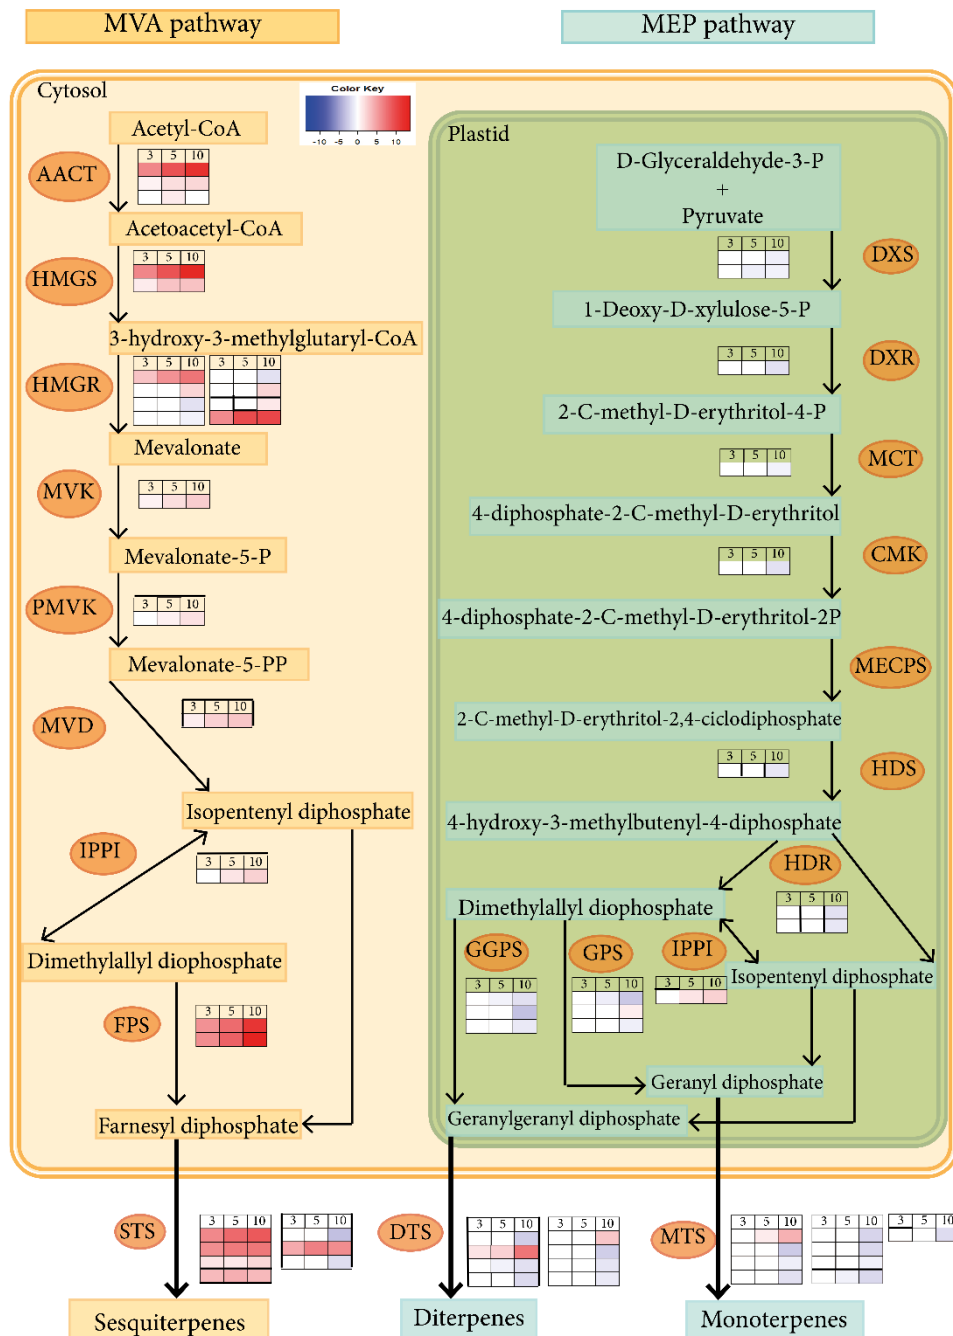 MVA pathway
MEP pathway
Cytosol
Color Key
-10 -5 0 5 10
Plastid
Acetyl-CoA
AACT
3 5 10
Acetoacetyl-CoA
HMGS
3 5 10
3-hydroxy-3-methylglutaryl-CoA
HMGR
3 5 10
3 5 10
Mevalonate
MVK
3 5 10
Mevalonate-5-P
PMVK
3 5 10
Mevalonate-5-PP
MVD
3 5 10
Isopentenyl diphosphate
IPPI
3 5 10
Dimethylallyl diophosphate
FPS
3 5 10
Farnesyl diphosphate
D-Glyceraldehyde-3-P
+
Pyruvate
3 5 10
DXS
1-Deoxy-D-xylulose-5-P
3 5 10
DXR
2-C-methyl-D-erythritol-4-P
3 5 10
MCT
4-diphosphate-2-C-methyl-D-erythritol
3 5 10
CMK
4-diphosphate-2-C-methyl-D-erythritol-2P
MECPS
2-C-methyl-D-erythritol-2,4-ciclodiphosphate
3 5 10
HDS
4-hydroxy-3-methylbutenyl-4-diphosphate
HDR
3 5 10
Dimethylallyl diophosphate
GGPS
3 5 10
GPS
3 5 10
IPPI
3 5 10
Isopentenyl diphosphate
Geranyl diphosphate
Geranylgeranyl diphosphate
STS
3 5 10
3 5 10
DTS
3 5 10
3 5 10
MTS
3 5 10
3 5 10
3 5 10
Sesquiterpenes
Diterpenes
Monoterpenes